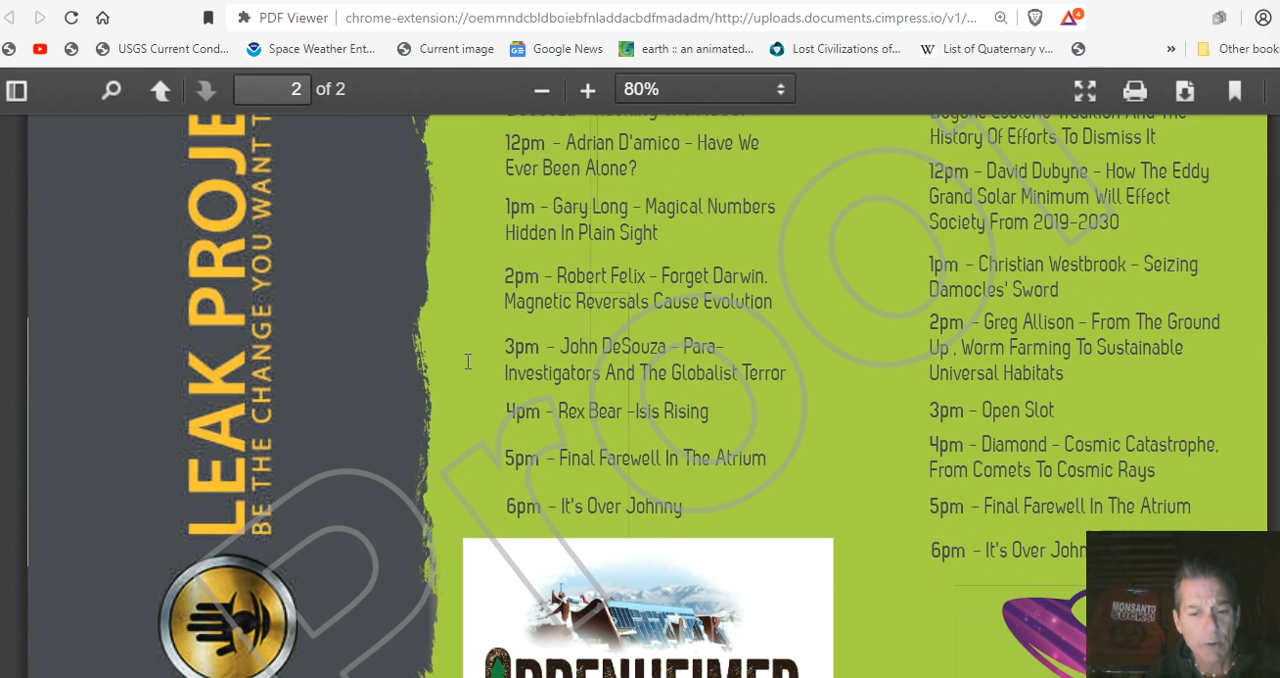 PDF Viewer
chrome-extension://oemmndcbldboiebfnladdacbdfmadadm/http://uploads.documents.cimpress.io/v1/...
4
USGS Current Cond...
Space Weather Ent...
Current image
Google News
earth :: an animated...
Lost Civilizations of...
W
List of Quaternary v...
»
Other book
2 of 2
80%
LEAK PROJE
BE THE CHANGE YOU WANT T
12pm - Adrian D'amico - Have We
Ever Been Alone?
1pm - Gary Long - Magical Numbers
Hidden In Plain Sight
2pm - Robert Felix - Forget Darwin.
Magnetic Reversals Cause Evolution
3pm - John DeSouza - Para-
Investigators And The Globalist Terror
4pm - Rex Bear -Isis Rising
5pm - Final Farewell In The Atrium
6pm - It's Over Johnny
OPPENHEIMER
History Of Efforts To Dismiss It
12pm - David Dubyne - How The Eddy
Grand Solar Minimum Will Effect
Society From 2019-2030
1pm - Christian Westbrook - Seizing
Damocles' Sword
2pm - Greg Allison - From The Ground
Up , Worm Farming To Sustainable
Universal Habitats
3pm - Open Slot
4pm - Diamond - Cosmic Catastrophe,
From Comets To Cosmic Rays
5pm - Final Farewell In The Atrium
6pm - It's Over John
Proof
MONSANTO
SUCKS!